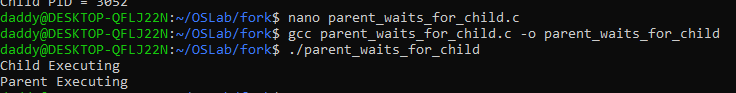 Child PID = 3052
daddy@DESKTOP-QFLJ22N:~/OSLab/fork$ nano parent_waits_for_child.c
daddy@DESKTOP-QFLJ22N:~/OSLab/fork$ gcc parent_waits_for_child.c -o parent_waits_for_child
daddy@DESKTOP-QFLJ22N:~/OSLab/fork$ ./parent_waits_for_child
Child Executing
Parent Executing